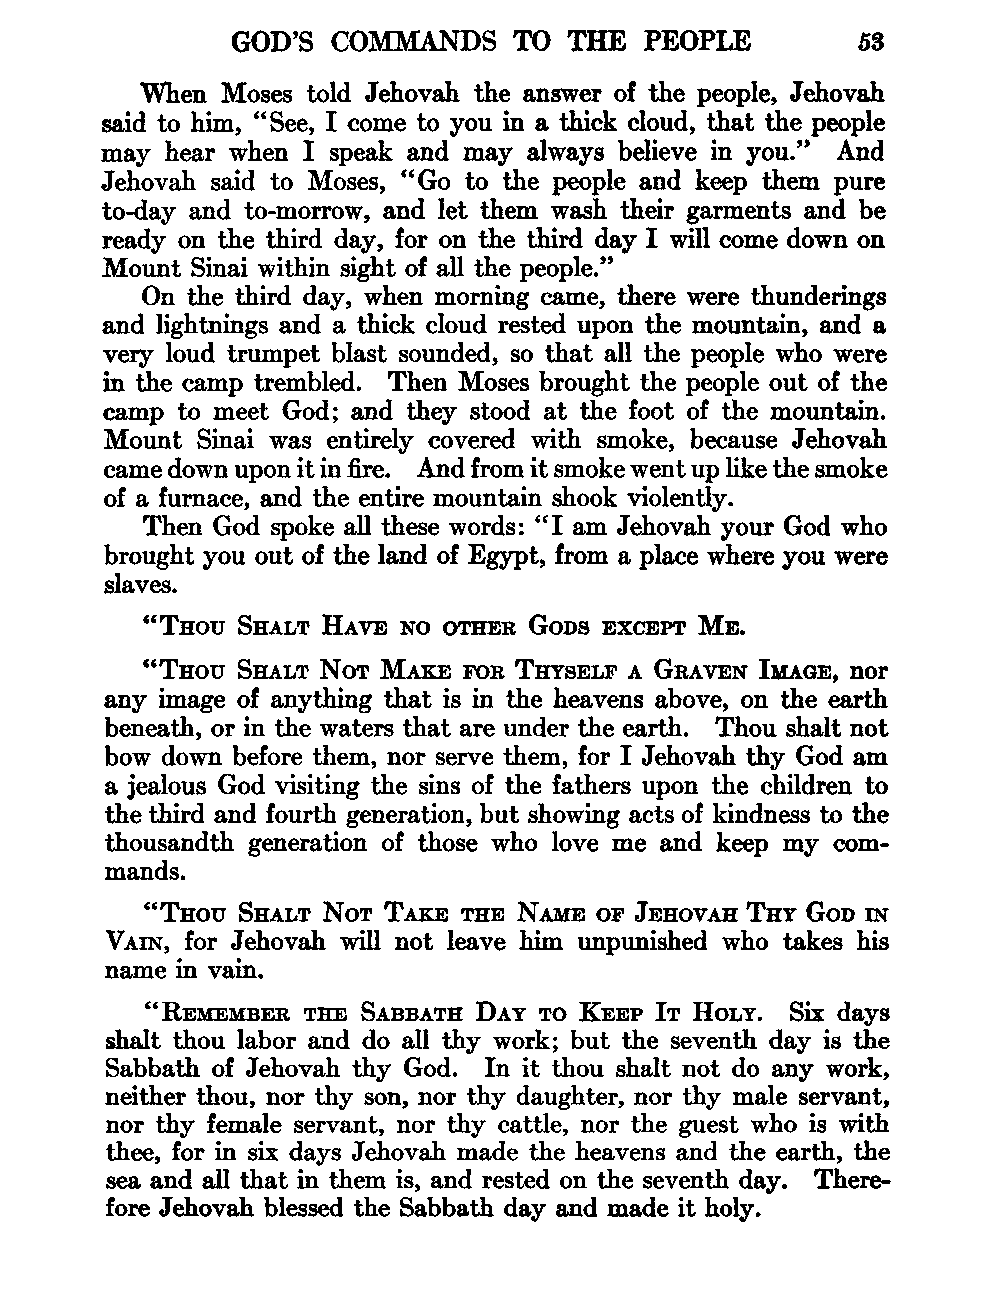 GOD'S COMMANDS TO THE PEOPLE 53
When Moses told Jehovah the answer of the people, Jehovah
said to him, “See, I come to you in a thick cloud, that the people
may hear when I speak and may always believe in you.” And
Jehovah said to Moses, “Go to the people and keep them pure
to-day and to-morrow, and let them wash their garments and be
ready on the third day, for on the third day I will come down on
Mount Sinai within sight of all the people.”
On the third day, when morning came, there were thunderings
and lightnings and a thick cloud rested upon the mountain, and a
very loud trumpet blast sounded, so that all the people who were
in the camp trembled. Then Moses brought the people out of the
camp to meet God; and they stood at the foot of the mountain.
Mount Sinai was entirely covered with smoke, because Jehovah
came down upon it in fire. And from it smoke went up like the smoke
of a furnace, and the entire mountain shook violently.
Then God spoke all these words: “I am Jehovah your God who
brought you out of the land of Egypt, from a place where you were
slaves.
“THOU SHALT HAVE NO OTHER GODS EXCEPT ME.
“THOU SHALT NOT MAKE FOR THYSELF A GRAVEN IMAGE, nor
any image of anything that is in the heavens above, on the earth
beneath, or in the waters that are under the earth. Thou shalt not
bow down before them, nor serve them, for I Jehovah thy God am
a jealous God visiting the sins of the fathers upon the children to
the third and fourth generation, but showing acts of kindness to the
thousandth generation of those who love me and keep my com-
mands.
“THOU SHALT NOT TAKE THE NAME OF JEHOVAH THY GOD IN
VAIN, for Jehovah will not leave him unpunished who takes his
name in vain.
“REMEMBER THE SABBATH DAY TO KEEP IT HOLY. Six days
shalt thou labor and do all thy work; but the seventh day is the
Sabbath of Jehovah thy God. In it thou shalt not do any work,
neither thou, nor thy son, nor thy daughter, nor thy male servant,
nor thy female servant, nor thy cattle, nor the guest who is with
thee, for in six days Jehovah made the heavens and the earth, the
sea and all that in them is, and rested on the seventh day. There-
fore Jehovah blessed the Sabbath day and made it holy.